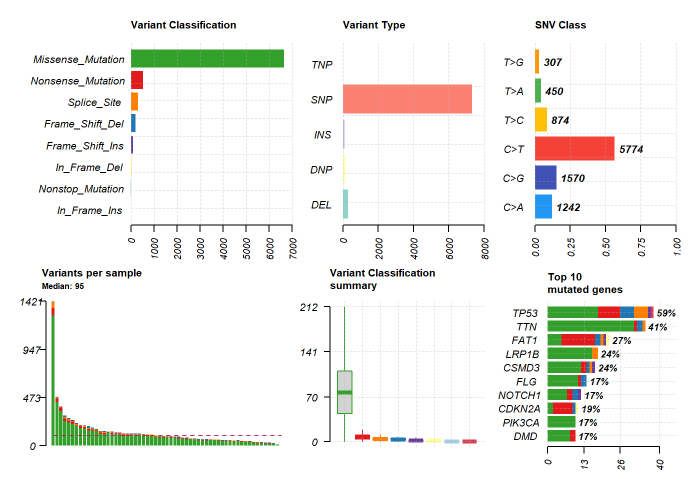 Variant Classification
Missense_Mutation
Nonsense_Mutation
Splice_Site
Frame_Shift_Del
Frame_Shift_Ins
In_Frame_Del
Nonstop_Mutation
In_Frame_Ins
0 1000 2000 3000 4000 5000 6000 7000
Variant Type
TNP
SNP
INS
DNP
DEL
0 2000 4000 6000 8000
SNV Class
T>G 307
T>A 450
T>C 874
C>T 5774
C>G 1570
C>A 1242
0.00 0.25 0.50 0.75 1.00
Variants per sample
Median: 95
1421
947
473
0
Variant Classification
summary
212
141
70
0
Top 10
mutated genes
TP53 59%
TTN 41%
FAT1 27%
LRP1B 24%
CSMD3 24%
FLG 17%
NOTCH1 17%
CDKN2A 19%
PIK3CA 17%
DMD 17%
0 13 26 40